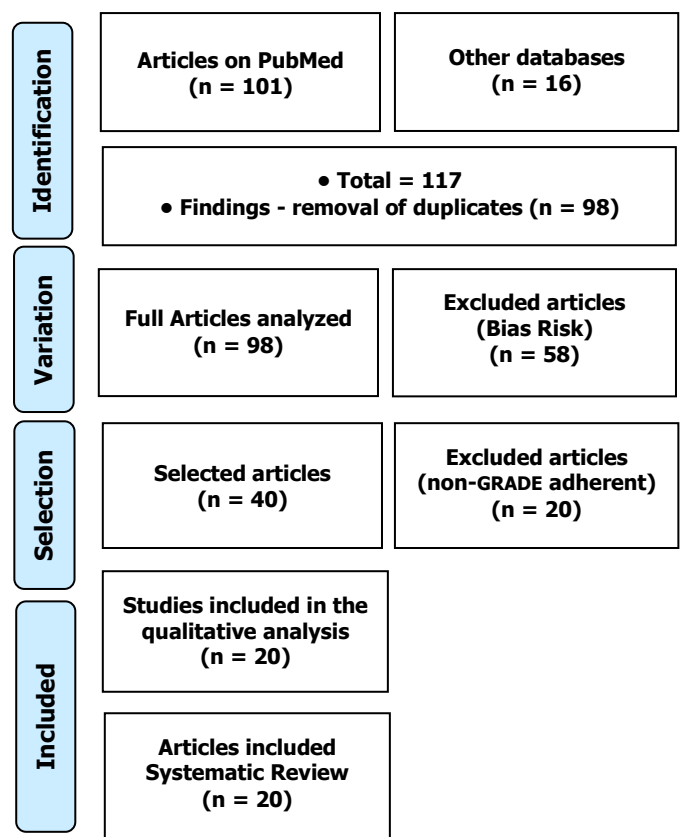 Identification
Articles on PubMed
(n = 101)
Other databases
(n = 16)
• Total = 117
• Findings - removal of duplicates (n = 98)
Variation
Full Articles analyzed
(n = 98)
Excluded articles
(Bias Risk)
(n = 58)
Selection
Selected articles
(n = 40)
Excluded articles
(non-GRADE adherent)
(n = 20)
Included
Studies included in the
qualitative analysis
(n = 20)
Articles included
Systematic Review
(n = 20)